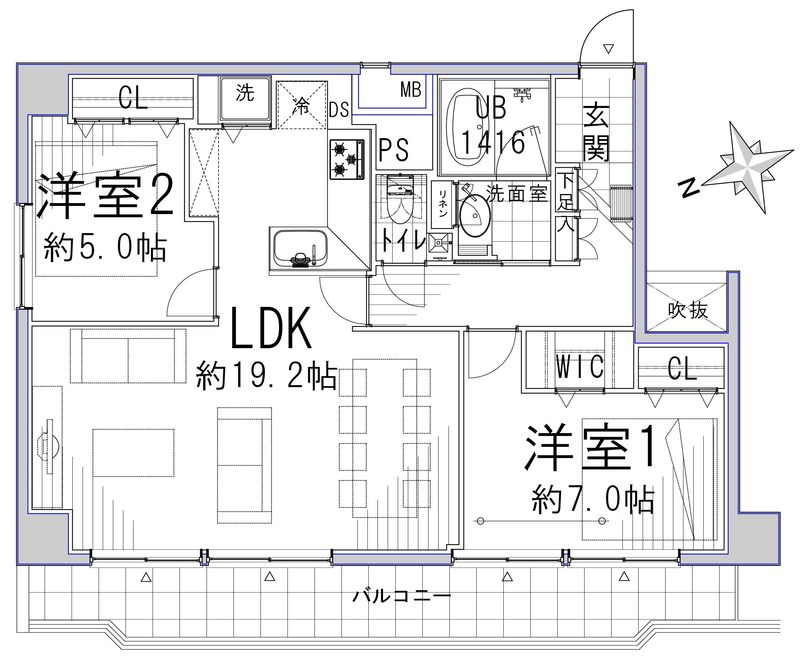 CL
洗
冷
DS
MB
PS
UB
1416
玄関
洋室2
約5.0帖
トイレ
リネン
洗面室
下足入
N
LDK
約19.2帖
吹抜
WIC
CL
洋室1
約7.0帖
バルコニー